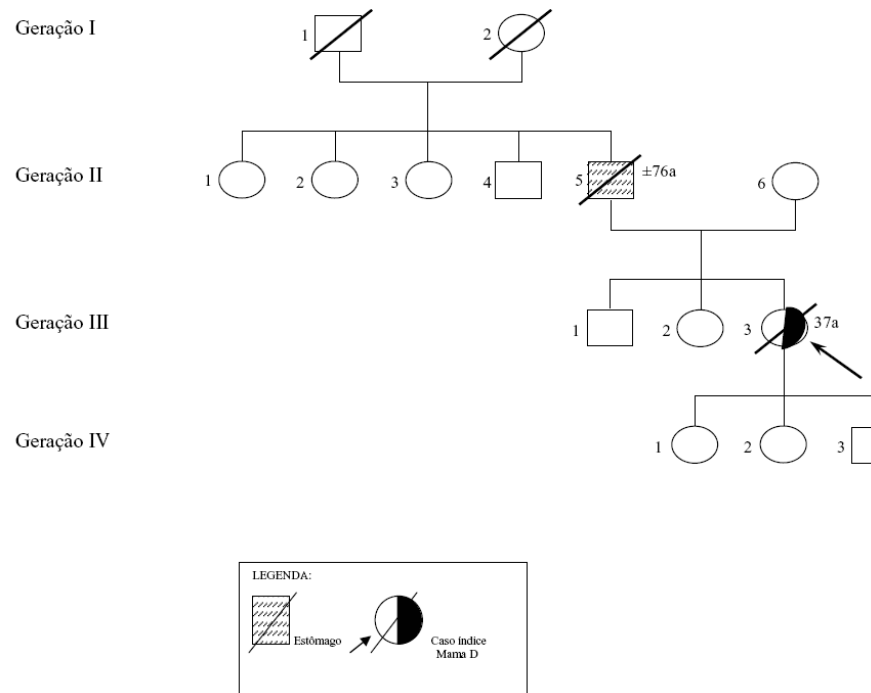 Geração I
1 2
Geração II
1 2 3 4 5 ±76a 6
Geração III
1 2 3 37a
Geração IV
1 2 3
LEGENDA:
Estômago
Caso índice
Mama D